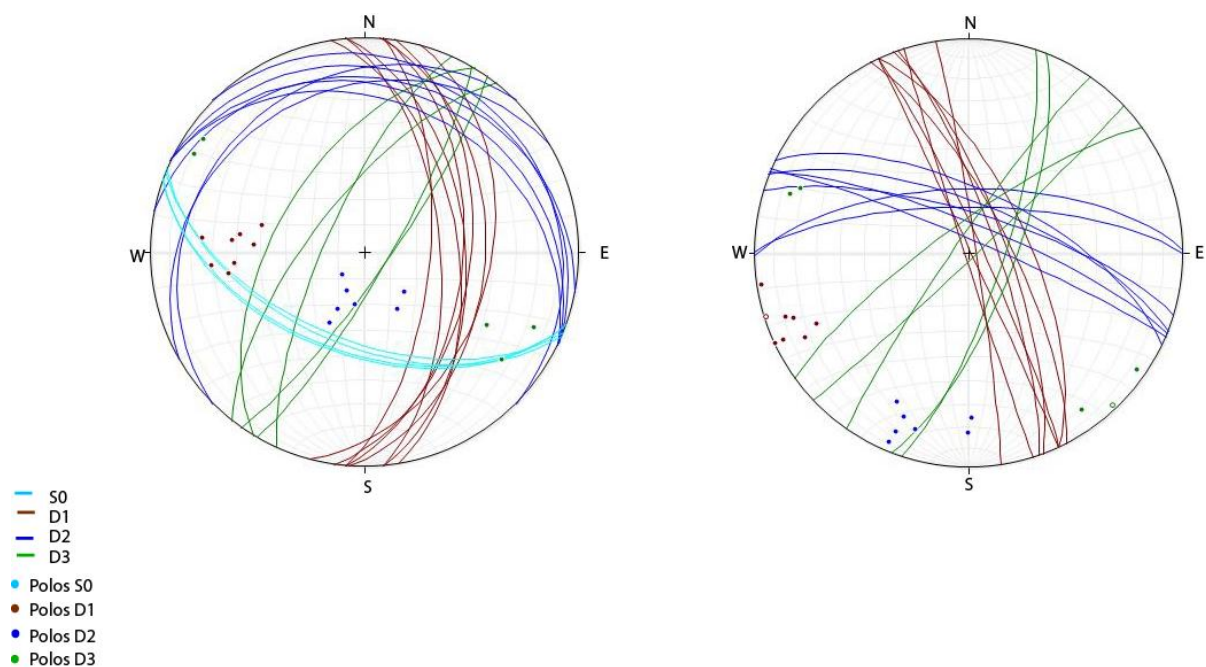 N
W
E
S
N
W
E
S
S0
D1
D2
D3
Polos S0
Polos D1
Polos D2
Polos D3